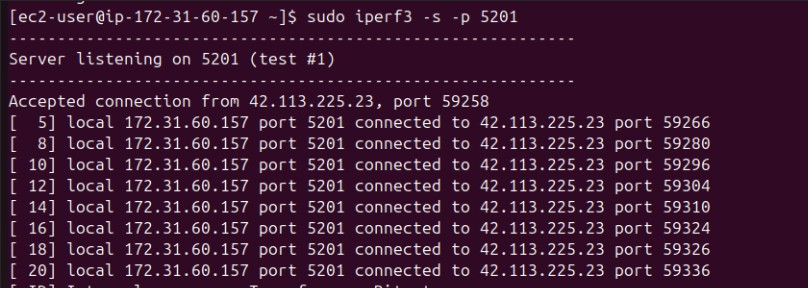 [ec2-user@ip-172-31-60-157 ~]$ sudo iperf3 -s -p 5201
-----------------------------------------------------------
Server listening on 5201 (test #1)
-----------------------------------------------------------
Accepted connection from 42.113.225.23, port 59258
[  5] local 172.31.60.157 port 5201 connected to 42.113.225.23 port 59266
[  8] local 172.31.60.157 port 5201 connected to 42.113.225.23 port 59280
[ 10] local 172.31.60.157 port 5201 connected to 42.113.225.23 port 59296
[ 12] local 172.31.60.157 port 5201 connected to 42.113.225.23 port 59304
[ 14] local 172.31.60.157 port 5201 connected to 42.113.225.23 port 59310
[ 16] local 172.31.60.157 port 5201 connected to 42.113.225.23 port 59324
[ 18] local 172.31.60.157 port 5201 connected to 42.113.225.23 port 59326
[ 20] local 172.31.60.157 port 5201 connected to 42.113.225.23 port 59336